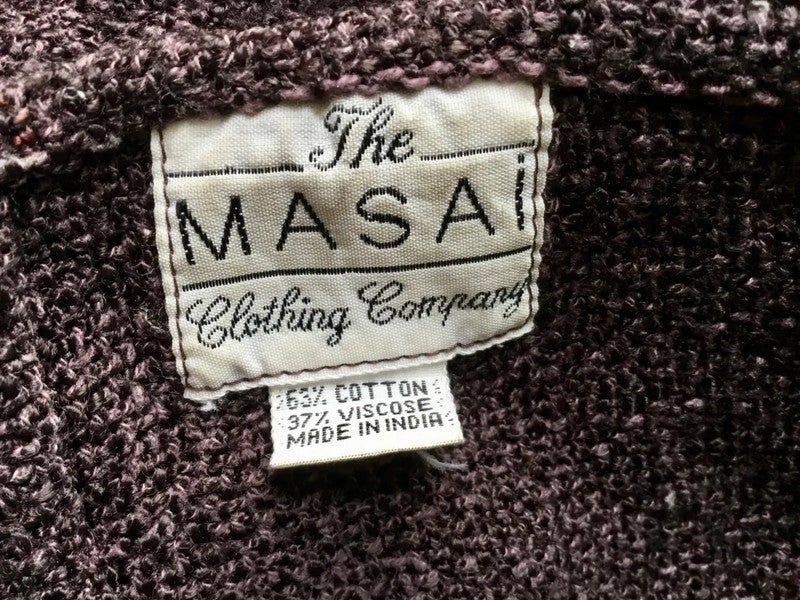 The
MASAi
Clothing Company
63% COTTON
37% VISCOSE
MADE IN INDIA